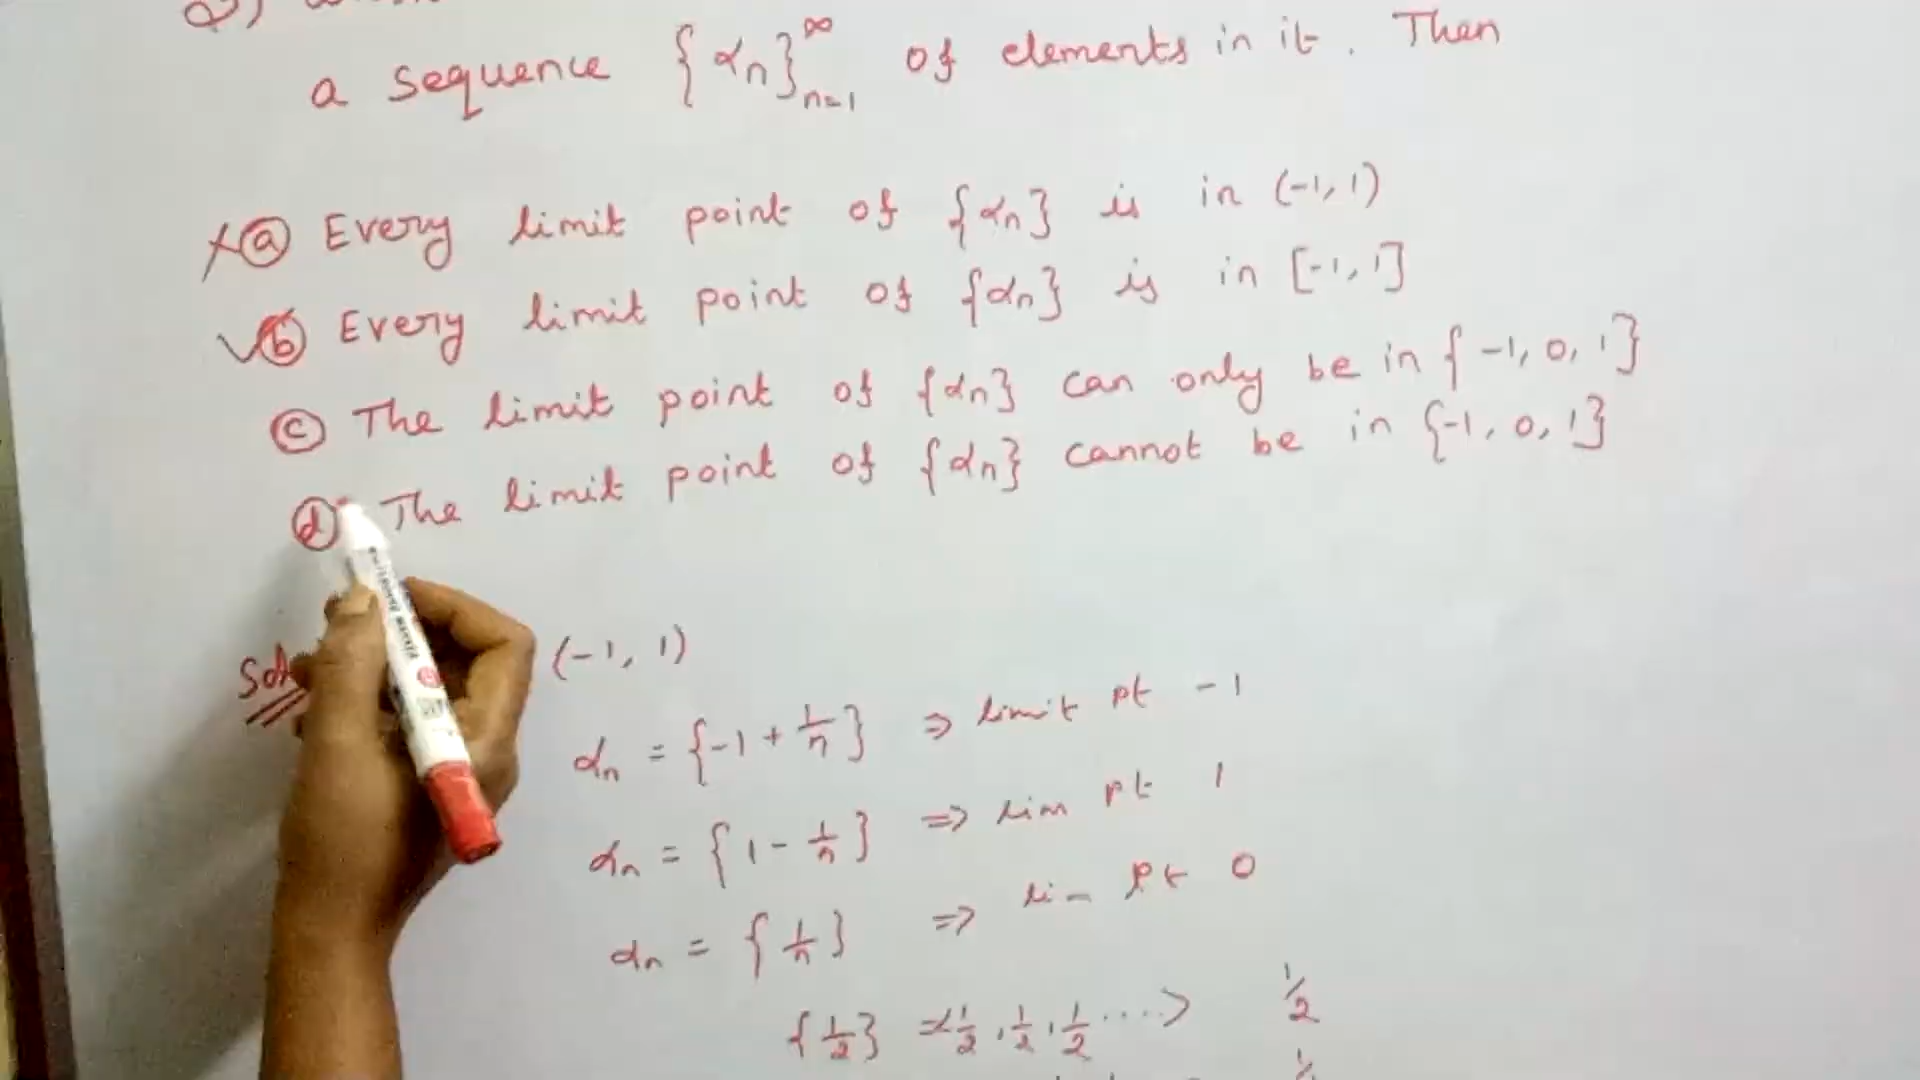 a sequence {αn}∞n=1 of elements in it. Then
ⓐ Every limit point of {αn} is in (-1, 1)
ⓑ Every limit point of {αn} is in [-1, 1]
ⓒ The limit point of {αn} can only be in {-1, 0, 1}
ⓓ The limit point of {αn} cannot be in {-1, 0, 1}
(-1, 1)
αn = {-1 + 1/n} ⇒ limit pt -1
αn = {1 - 1/n} ⇒ lim pt 1
αn = {1/n} ⇒ lim pt 0
{1/2} = <1/2, 1/2, 1/2 ....> 1/2